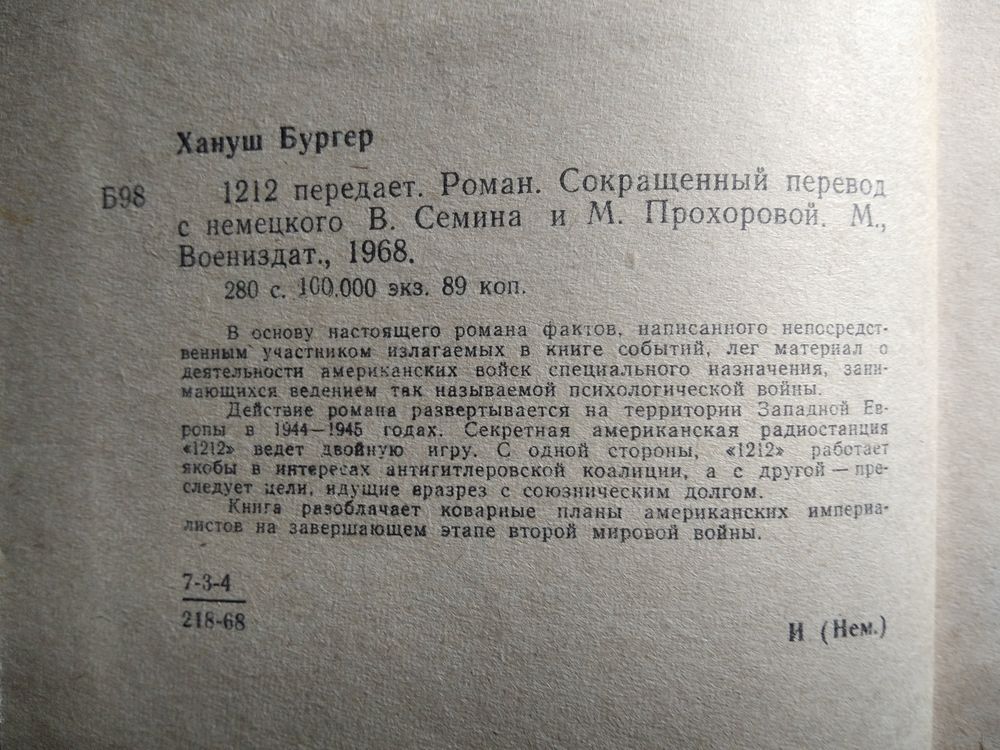 Хануш Бургер
Б98 1212 передает. Роман. Сокращенный перевод
с немецкого В. Семина и М. Прохоровой. М.,
Воениздат., 1968.
280 с. 100.000 экз. 89 коп.
В основу настоящего романа фактов, написанного непосредст-
венным участником излагаемых в книге событий, лег материал о
деятельности американских войск специального назначения, зани-
мающихся ведением так называемой психологической войны.
Действие романа развертывается на территории Западной Ев-
ропы в 1944—1945 годах. Секретная американская радиостанция
«1212» ведет двойную игру. С одной стороны, «1212» работает
якобы в интересах антигитлеровской коалиции, а с другой — пре-
следует цели, идущие вразрез с союзническим долгом.
Книга разоблачает коварные планы американских империа-
листов на завершающем этапе второй мировой войны.
7-3-4
218-68
И (Нем.)